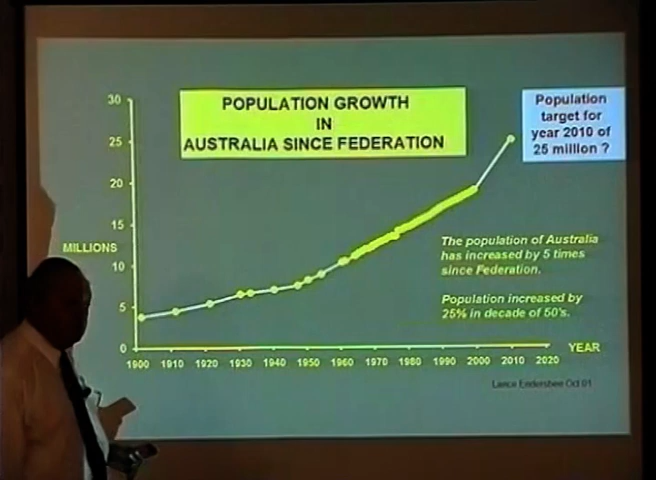 POPULATION GROWTH
IN
AUSTRALIA SINCE FEDERATION
Population
target for
year 2010 of
25 million ?
30
25
20
15
MILLIONS
10
5
0
The population of Australia
has increased by 5 times
since Federation.
Population increased by
25% in decade of 50's.
1900 1910 1920 1930 1940 1950 1960 1970 1980 1990 2000 2010 2020 YEAR
Lance Endersbee Oct 01